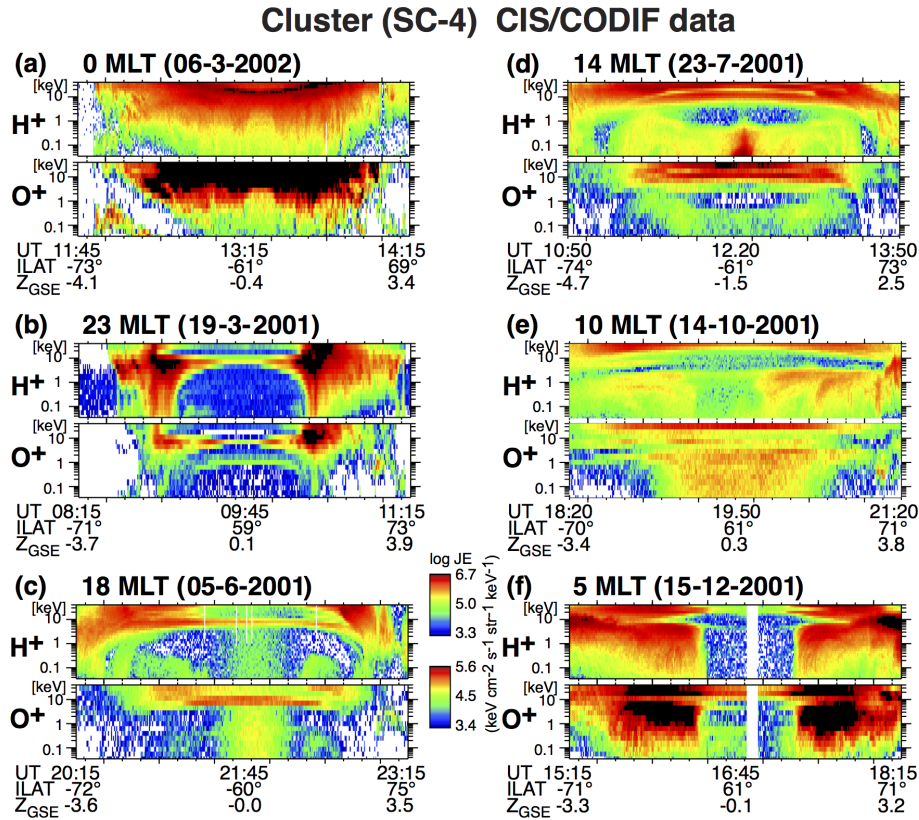 Cluster (SC-4) CIS/CODIF data
(a) 0 MLT (06-3-2002)
[keV]
10
1
0.1
H+
[keV]
10
1
0.1
O+
UT 11:45 13:15 14:15
ILAT -73° -61° 69°
ZGSE -4.1 -0.4 3.4
(b) 23 MLT (19-3-2001)
[keV]
10
1
0.1
H+
[keV]
10
1
0.1
O+
UT 08:15 09:45 11:15
ILAT -71° 59° 73°
ZGSE -3.7 0.1 3.9
(c) 18 MLT (05-6-2001)
[keV]
10
1
0.1
H+
[keV]
10
1
0.1
O+
UT 20:15 21:45 23:15
ILAT -72° -60° 75°
ZGSE -3.6 -0.0 3.5
log JE
6.7
5.0
3.3
5.6
4.5
3.4
(keV cm-2 s-1 str-1 keV-1)
(d) 14 MLT (23-7-2001)
[keV]
10
1
0.1
H+
[keV]
10
1
0.1
O+
UT 10:50 12:20 13:50
ILAT -74° -61° 73°
ZGSE -4.7 -1.5 2.5
(e) 10 MLT (14-10-2001)
[keV]
10
1
0.1
H+
[keV]
10
1
0.1
O+
UT 18:20 19:50 21:20
ILAT -70° 61° 71°
ZGSE -3.4 0.3 3.8
(f) 5 MLT (15-12-2001)
[keV]
10
1
0.1
H+
[keV]
10
1
0.1
O+
UT 15:15 16:45 18:15
ILAT -71° 61° 71°
ZGSE -3.3 -0.1 3.2